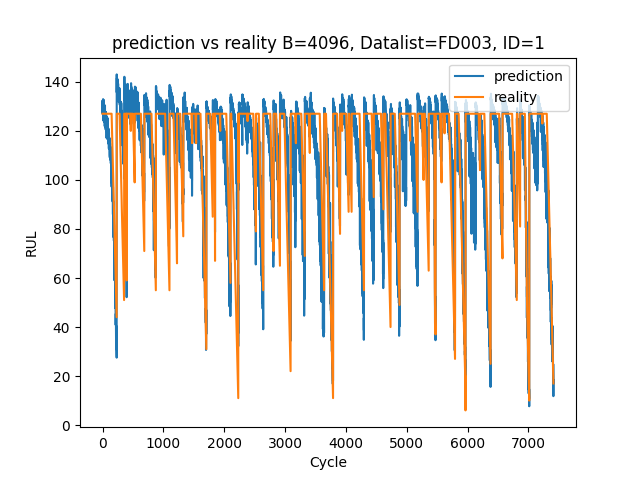 prediction vs reality B=4096, Datalist=FD003, ID=1
prediction
reality
140
120
100
80
60
40
20
0
RUL
0 1000 2000 3000 4000 5000 6000 7000
Cycle